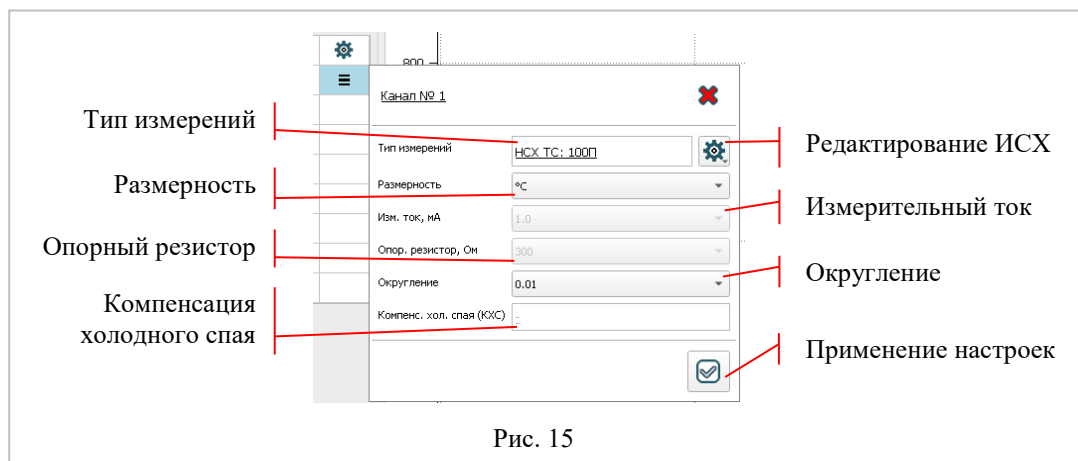 800
Канал № 1
Тип измерений
Тип измерений
НСХ ТС: 100П
Редактирование ИСХ
Размерность
Размерность
°C
Изм. ток, мА
1.0
Измерительный ток
Опорный резистор
Опор. резистор, Ом
300
Округление
0.01
Округление
Компенсация
холодного спая
Компенс. хол. спая (КХС)
-
Применение настроек
Рис. 15